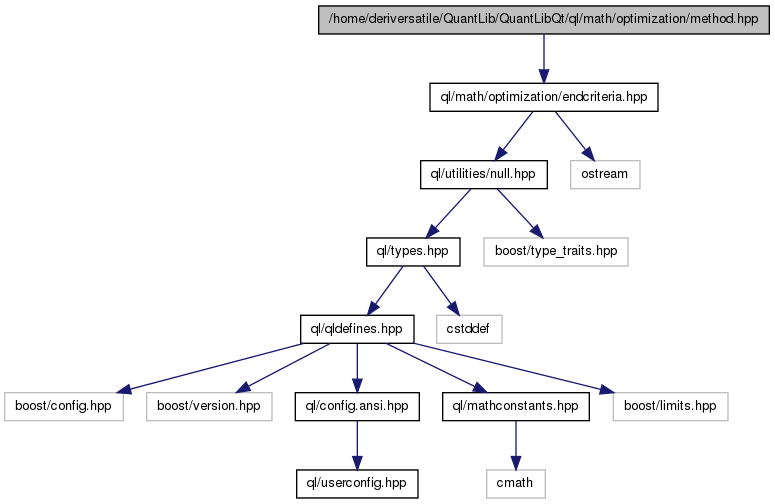 /home/deriversatile/QuantLib/QuantLibQt/ql/math/optimization/method.hpp
ql/math/optimization/endcriteria.hpp
ql/utilities/null.hpp
ostream
ql/types.hpp
boost/type_traits.hpp
ql/qldefines.hpp
cstddef
boost/config.hpp
boost/version.hpp
ql/config.ansi.hpp
ql/mathconstants.hpp
boost/limits.hpp
ql/userconfig.hpp
cmath